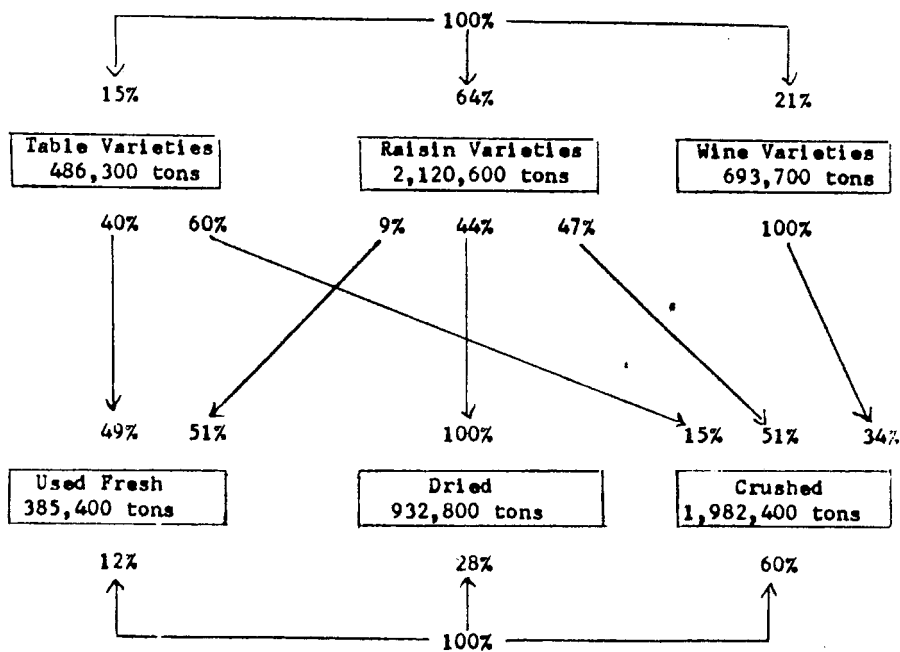 100%
15% 64% 21%
Table Varieties Raisin Varieties Wine Varieties
486,300 tons 2,120,600 tons 693,700 tons
40% 60% 9% 44% 47% 100%
49% 51% 100% 15% 51% 34%
Used Fresh Dried Crushed
385,400 tons 932,800 tons 1,982,400 tons
12% 28% 60%
100%